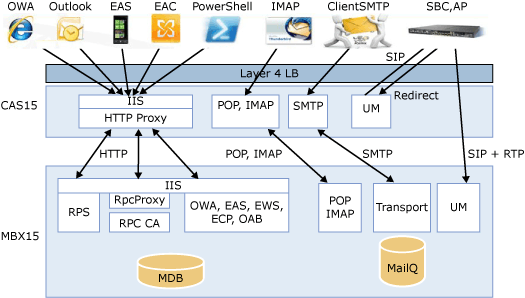 OWA Outlook EAS EAC PowerShell IMAP ClientSMTP SBC,AP
SIP
Layer 4 LB
CAS15
IIS
HTTP Proxy
POP, IMAP
SMTP
UM
Redirect
HTTP
POP, IMAP
SMTP
SIP + RTP
MBX15
IIS
RPS
RpcProxy
RPC CA
OWA, EAS, EWS,
ECP, OAB
POP
IMAP
Transport
UM
MDB
MailQ